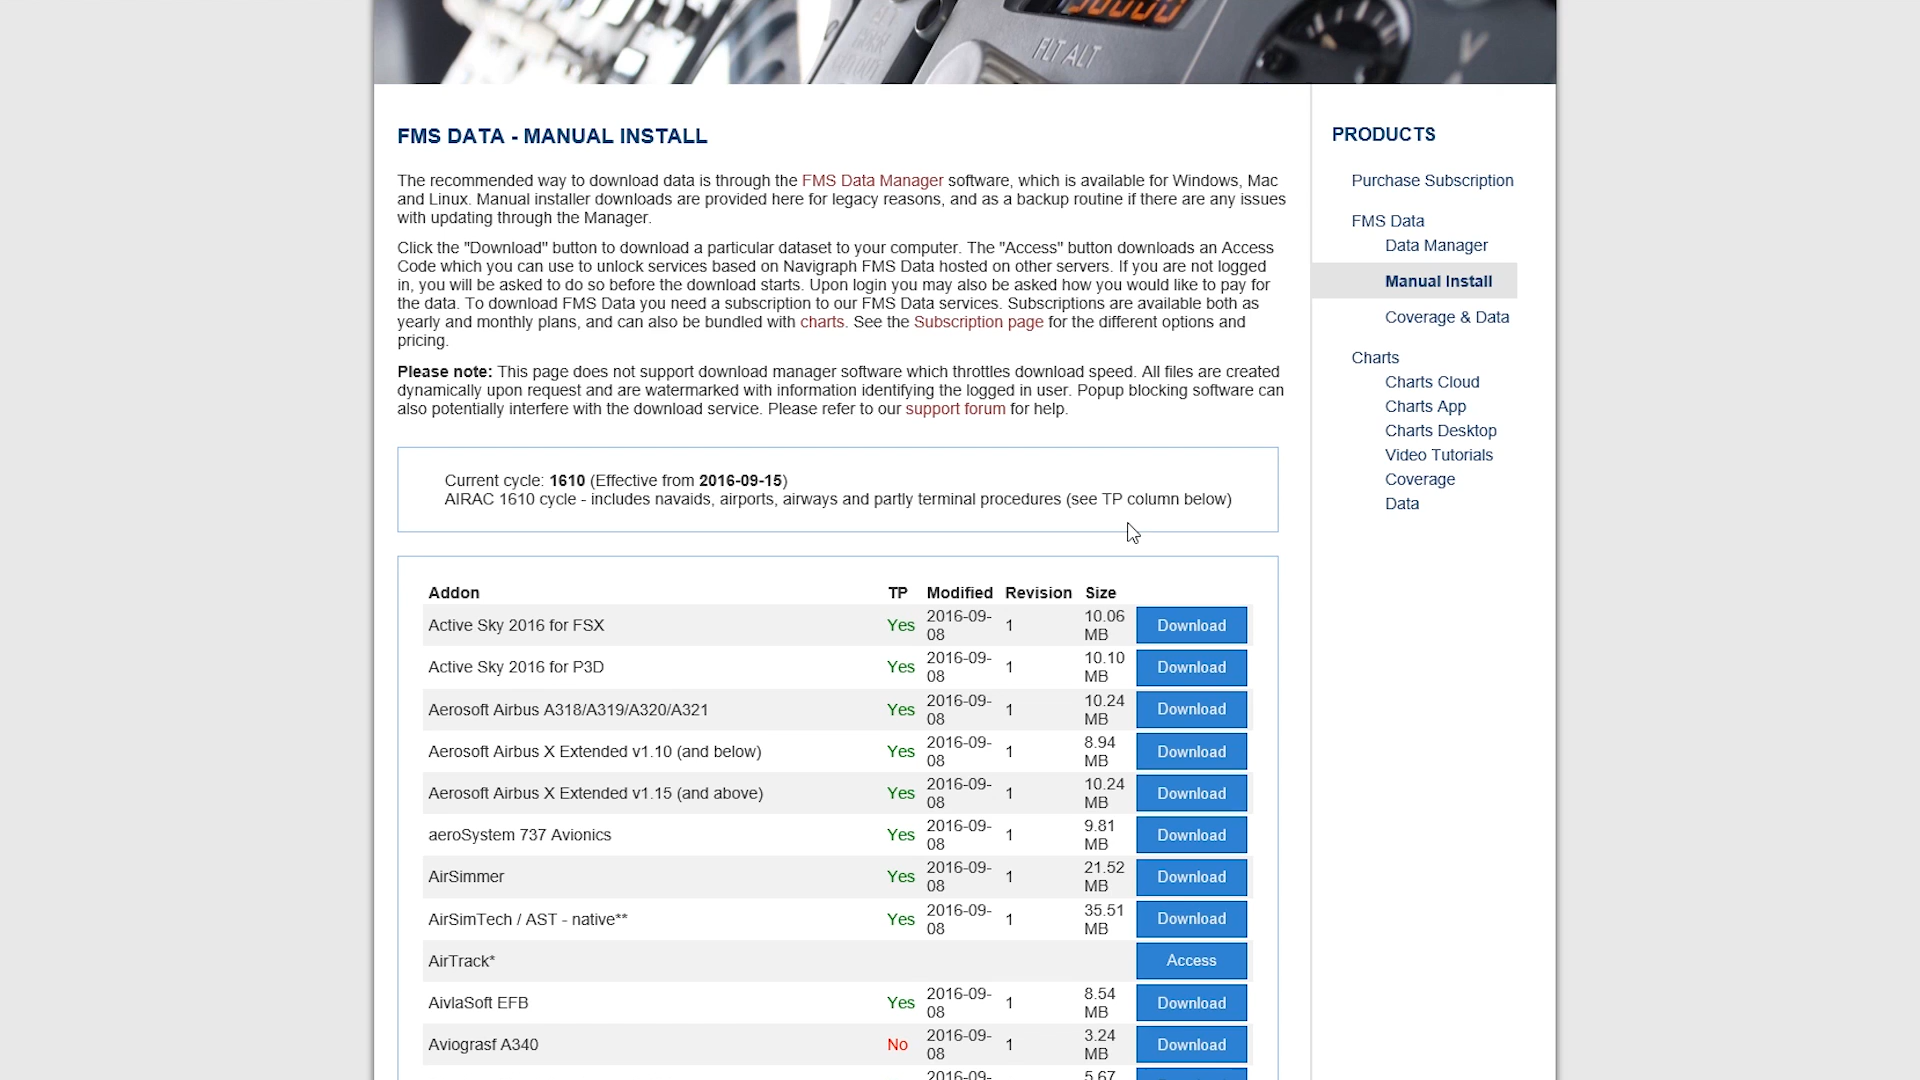 FLT ALT
FMS DATA - MANUAL INSTALL
The recommended way to download data is through the FMS Data Manager software, which is available for Windows, Mac
and Linux. Manual installer downloads are provided here for legacy reasons, and as a backup routine if there are any issues
with updating through the Manager.
Click the "Download" button to download a particular dataset to your computer. The "Access" button downloads an Access
Code which you can use to unlock services based on Navigraph FMS Data hosted on other servers. If you are not logged
in, you will be asked to do so before the download starts. Upon login you may also be asked how you would like to pay for
the data. To download FMS Data you need a subscription to our FMS Data services. Subscriptions are available both as
yearly and monthly plans, and can also be bundled with charts. See the Subscription page for the different options and
pricing.
Please note: This page does not support download manager software which throttles download speed. All files are created
dynamically upon request and are watermarked with information identifying the logged in user. Popup blocking software can
also potentially interfere with the download service. Please refer to our support forum for help.
Current cycle: 1610 (Effective from 2016-09-15)
AIRAC 1610 cycle - includes navaids, airports, airways and partly terminal procedures (see TP column below)
Addon TP Modified Revision Size
Active Sky 2016 for FSX Yes 2016-09-08 1 10.06 MB Download
Active Sky 2016 for P3D Yes 2016-09-08 1 10.10 MB Download
Aerosoft Airbus A318/A319/A320/A321 Yes 2016-09-08 1 10.24 MB Download
Aerosoft Airbus X Extended v1.10 (and below) Yes 2016-09-08 1 8.94 MB Download
Aerosoft Airbus X Extended v1.15 (and above) Yes 2016-09-08 1 10.24 MB Download
aeroSystem 737 Avionics Yes 2016-09-08 1 9.81 MB Download
AirSimmer Yes 2016-09-08 1 21.52 MB Download
AirSimTech / AST - native** Yes 2016-09-08 1 35.51 MB Download
AirTrack* Access
AivlaSoft EFB Yes 2016-09-08 1 8.54 MB Download
Aviograsf A340 No 2016-09-08 1 3.24 MB Download
2016-09- 5.67
PRODUCTS
Purchase Subscription
FMS Data
Data Manager
Manual Install
Coverage & Data
Charts
Charts Cloud
Charts App
Charts Desktop
Video Tutorials
Coverage
Data